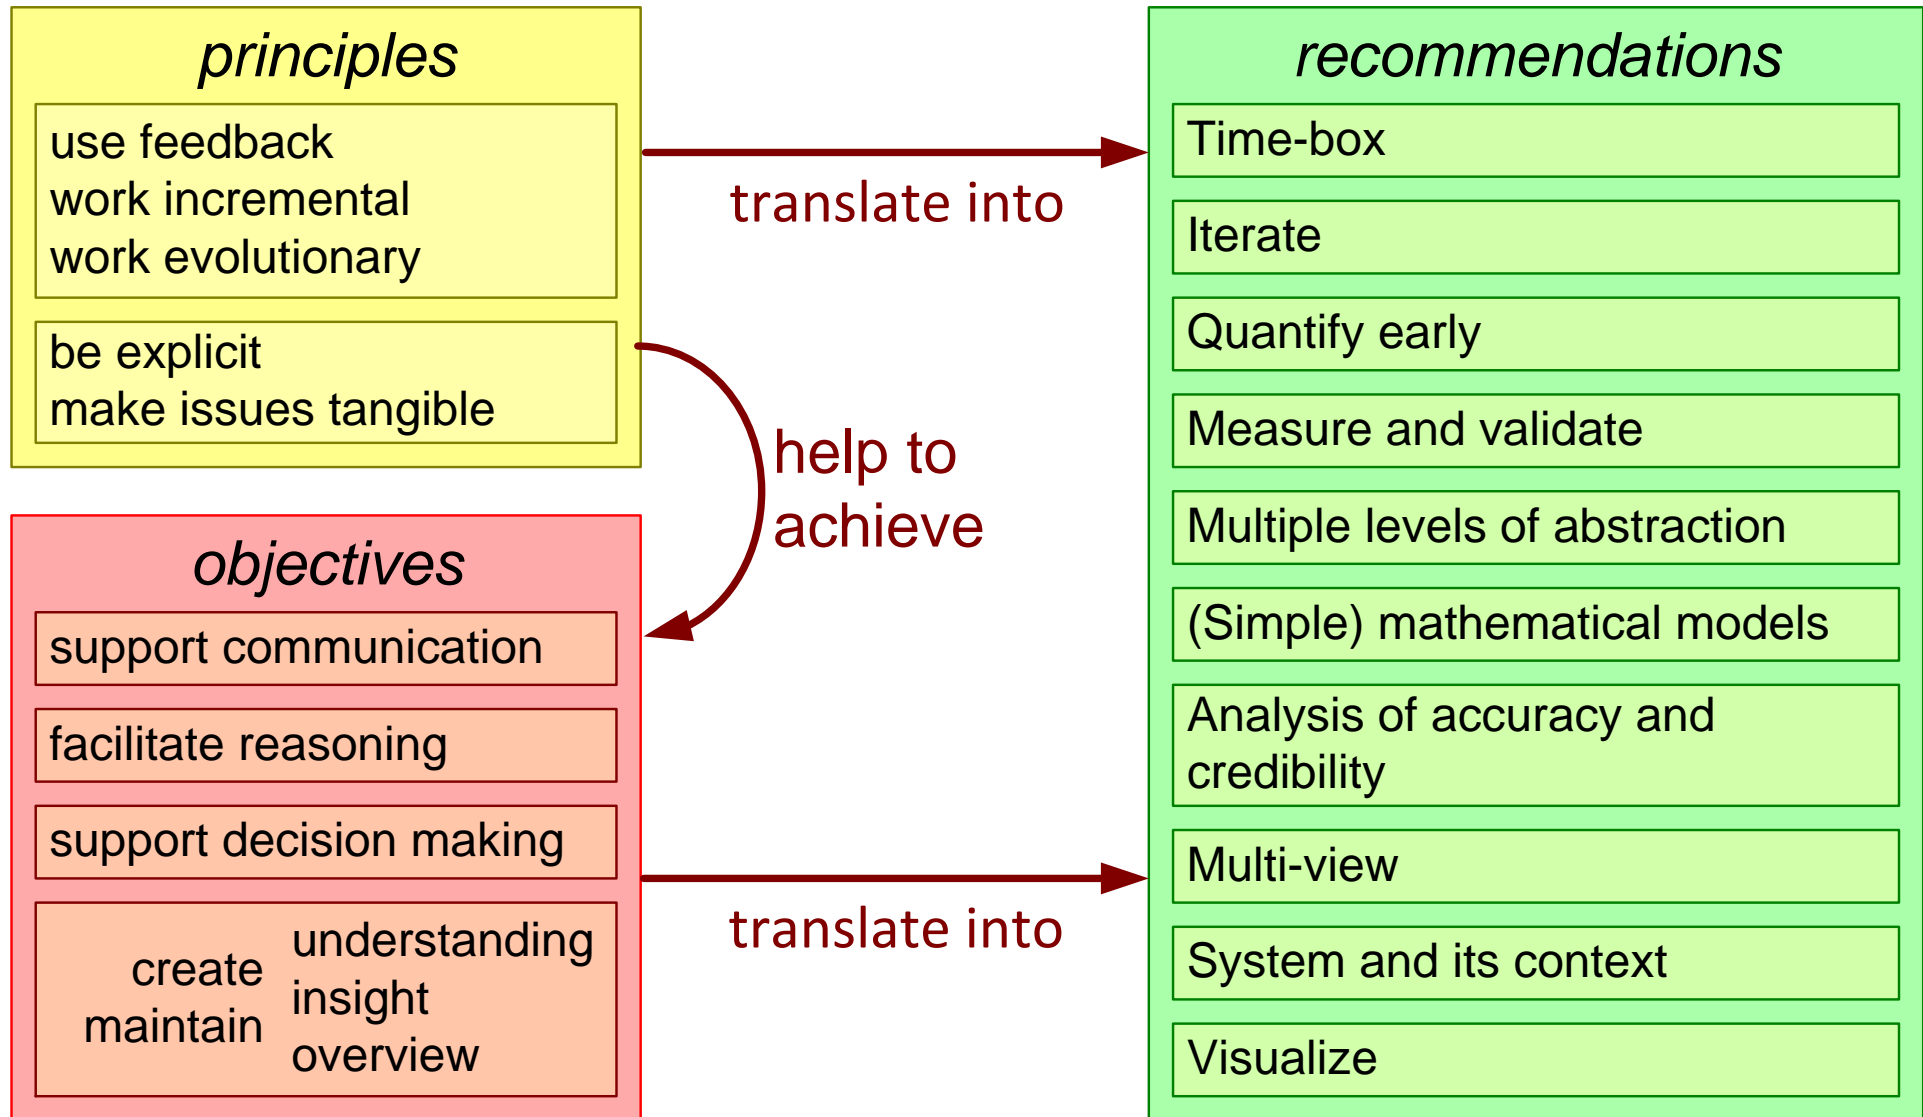 principles
use feedback
work incremental
work evolutionary
be explicit
make issues tangible
translate into
help to
achieve
objectives
support communication
facilitate reasoning
support decision making
create
maintain
understanding
insight
overview
translate into
recommendations
Time-box
Iterate
Quantify early
Measure and validate
Multiple levels of abstraction
(Simple) mathematical models
Analysis of accuracy and
credibility
Multi-view
System and its context
Visualize